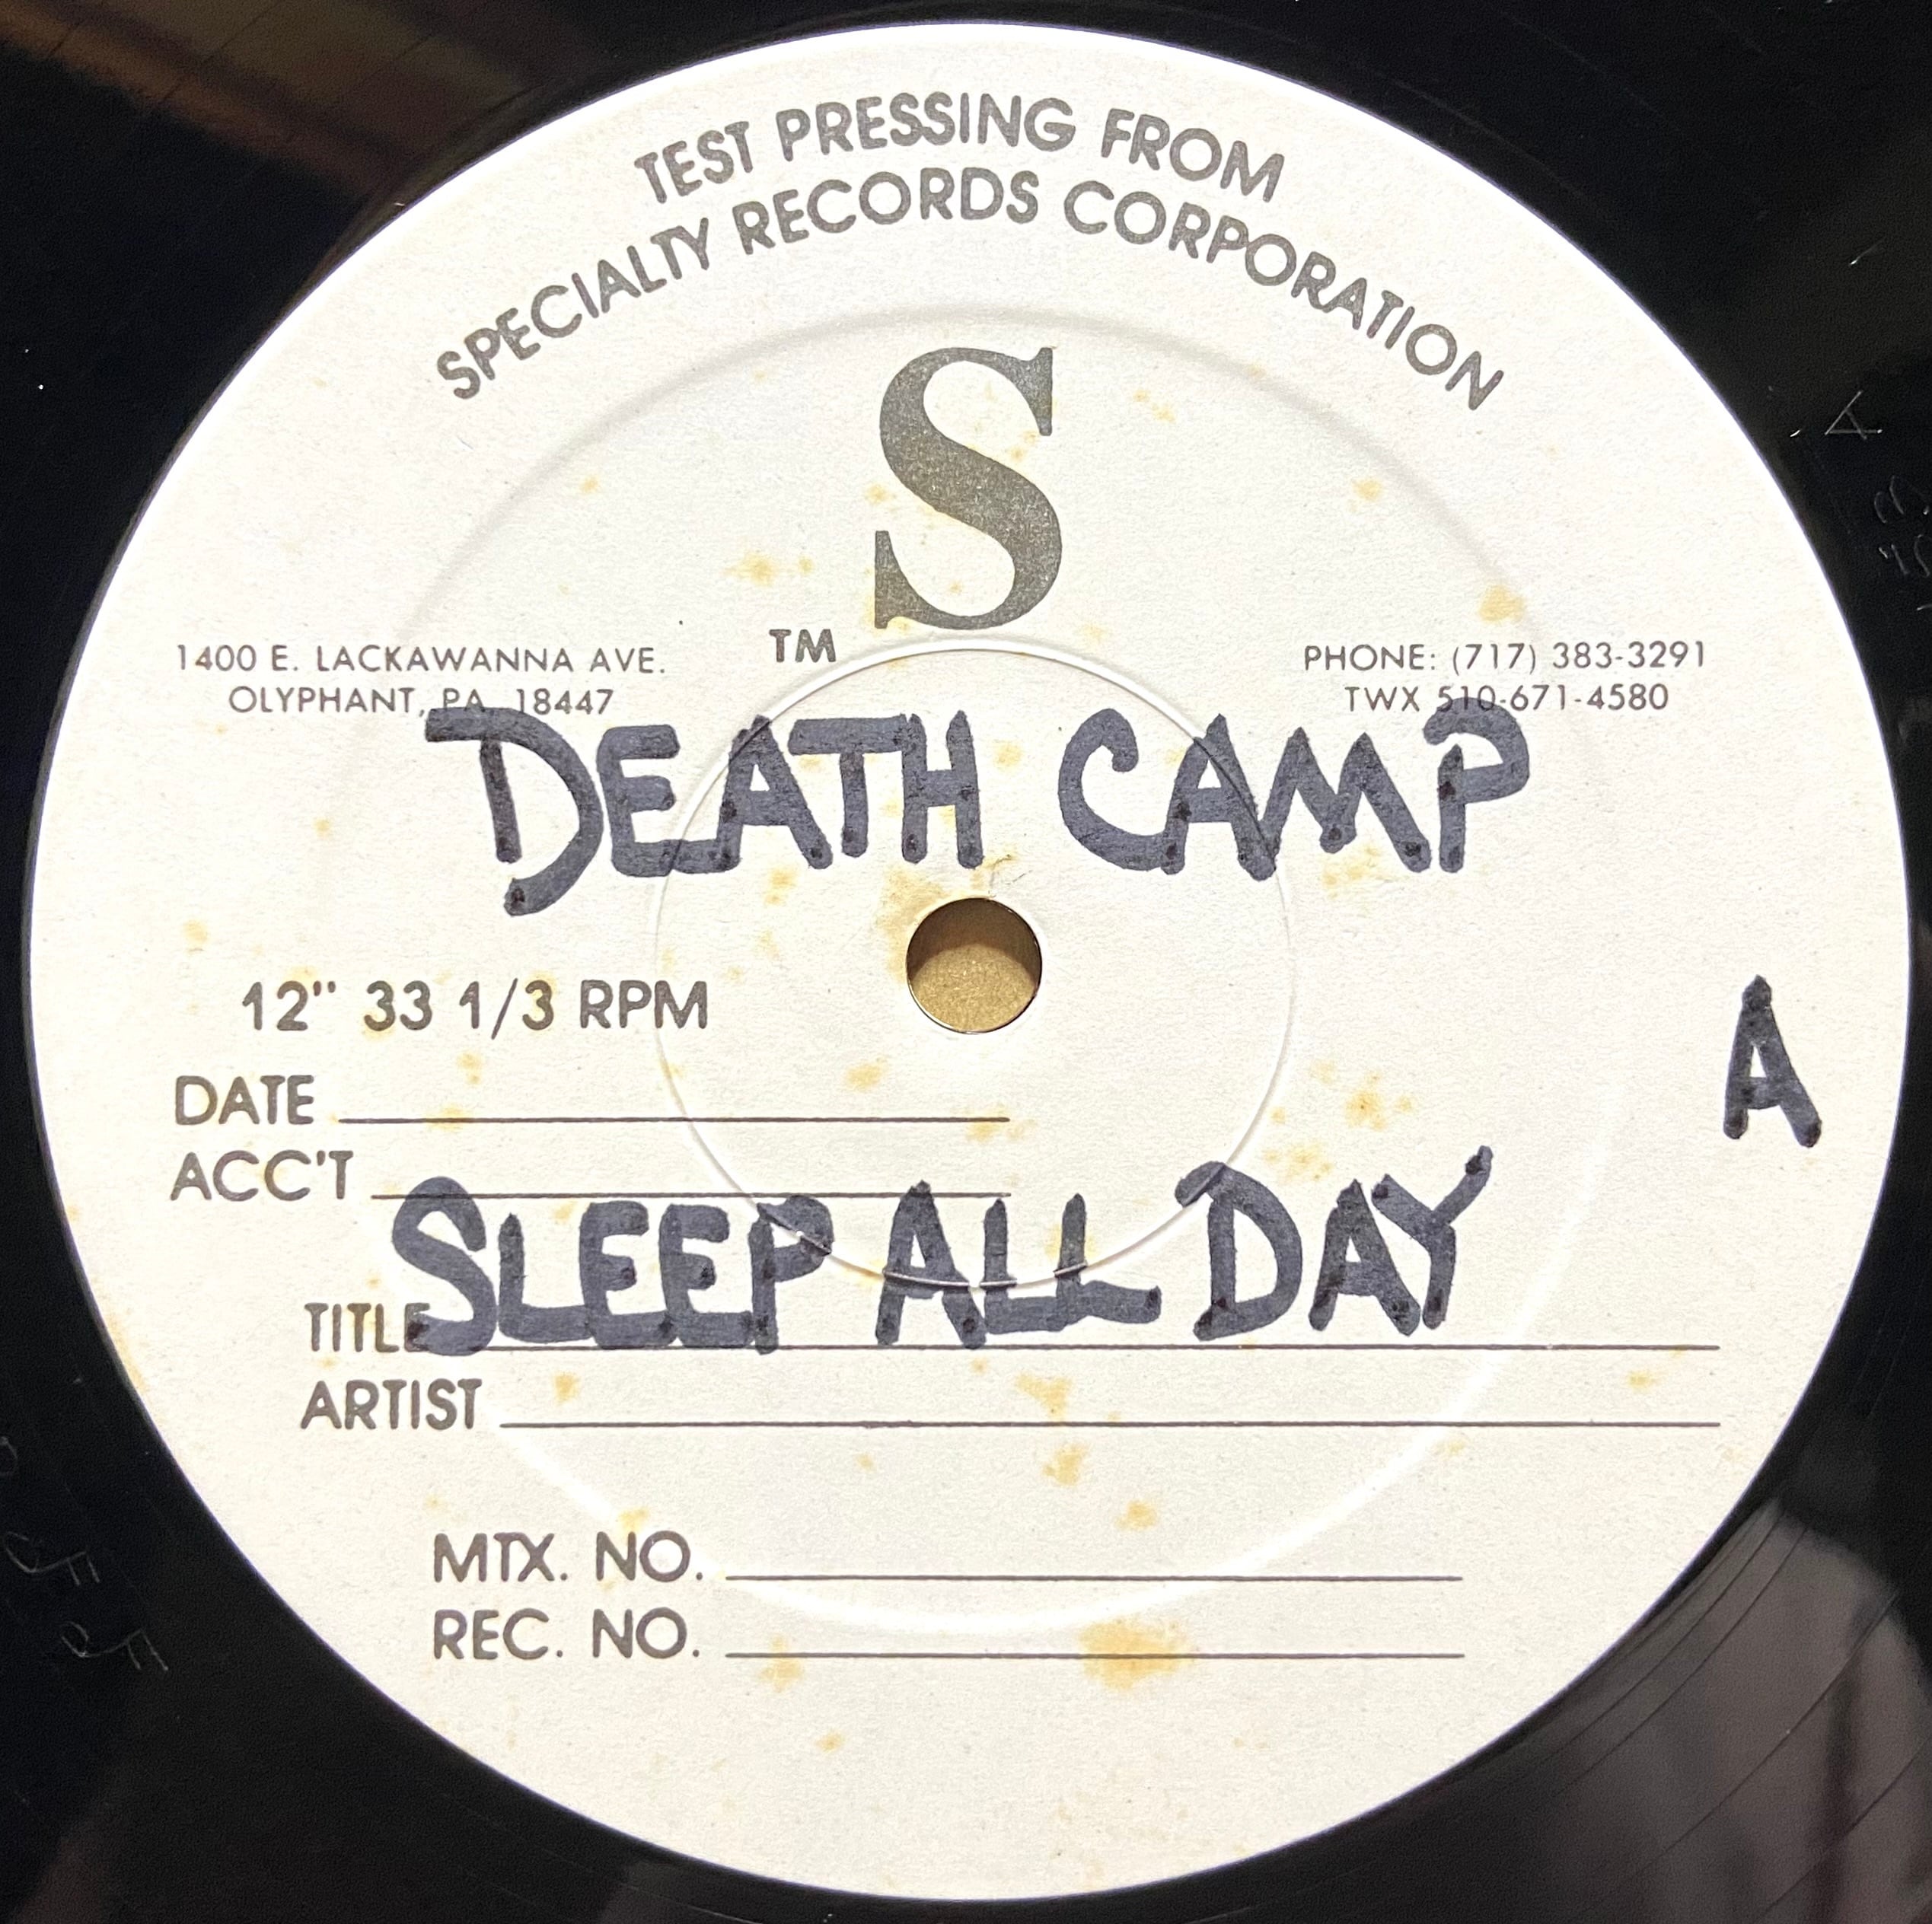 TEST PRESSING FROM
SPECIALTY RECORDS CORPORATION
S
TM
1400 E. LACKAWANNA AVE.
OLYPHANT, PA. 18447
PHONE: (717) 383-3291
TWX 510-671-4580
DEATH CAMP
12" 33 1/3 RPM
A
DATE
ACC'T
SLEEP ALL DAY
TITLE
ARTIST
MTX. NO.
REC. NO.